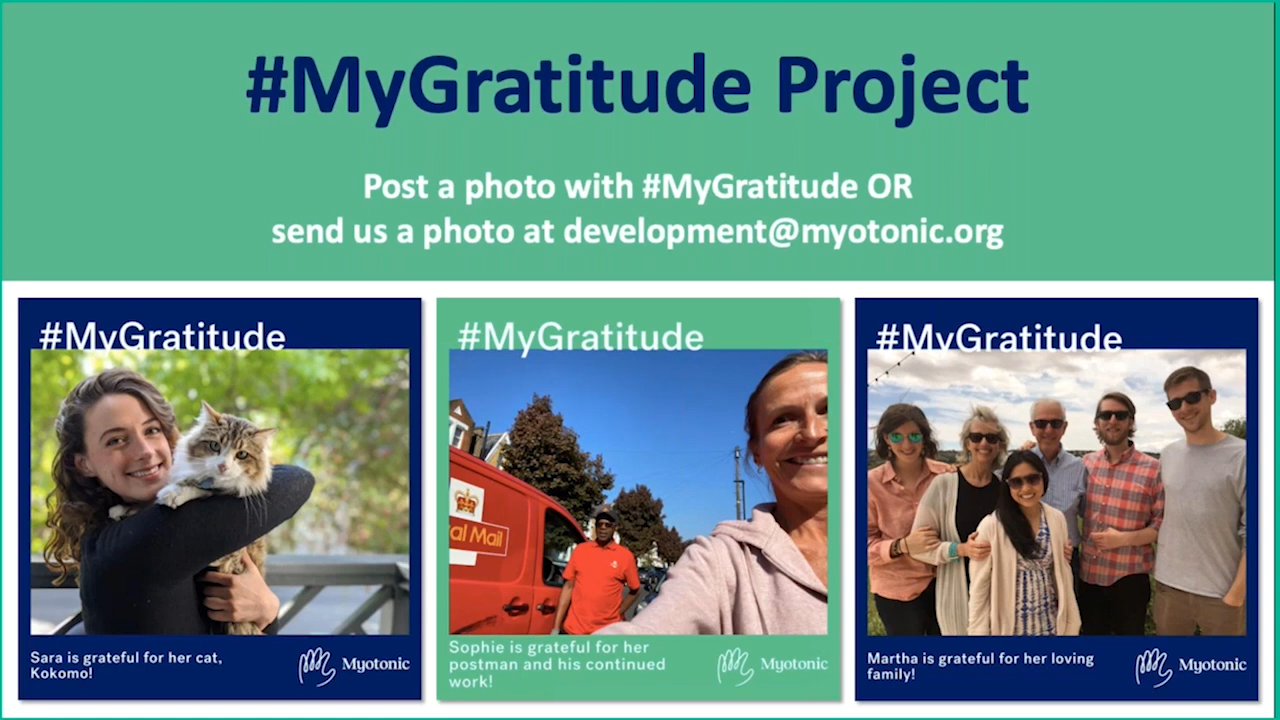 #MyGratitude Project
Post a photo with #MyGratitude OR
send us a photo at development@myotonic.org
#MyGratitude
al Mail
Sara is grateful for her cat,
Kokomo!
Myotonic
#MyGratitude
Sophie is grateful for her
postman and his continued
work!
Myotonic
#MyGratitude
Martha is grateful for her loving
family!
Myotonic